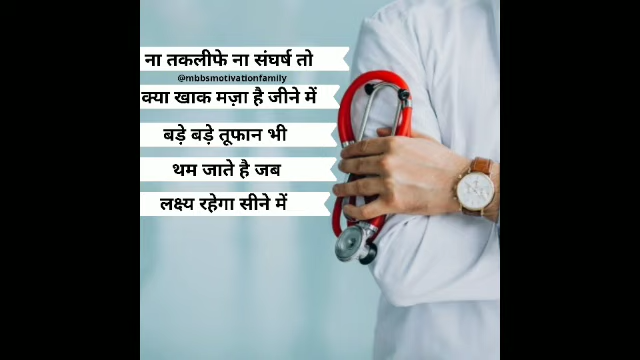 ना तकलीफे ना संघर्ष तो
@mbbsmotivationfamily
क्या खाक मज़ा है जीने में
बड़े बड़े तूफान भी
थम जाते है जब
लक्ष्य रहेगा सीने में